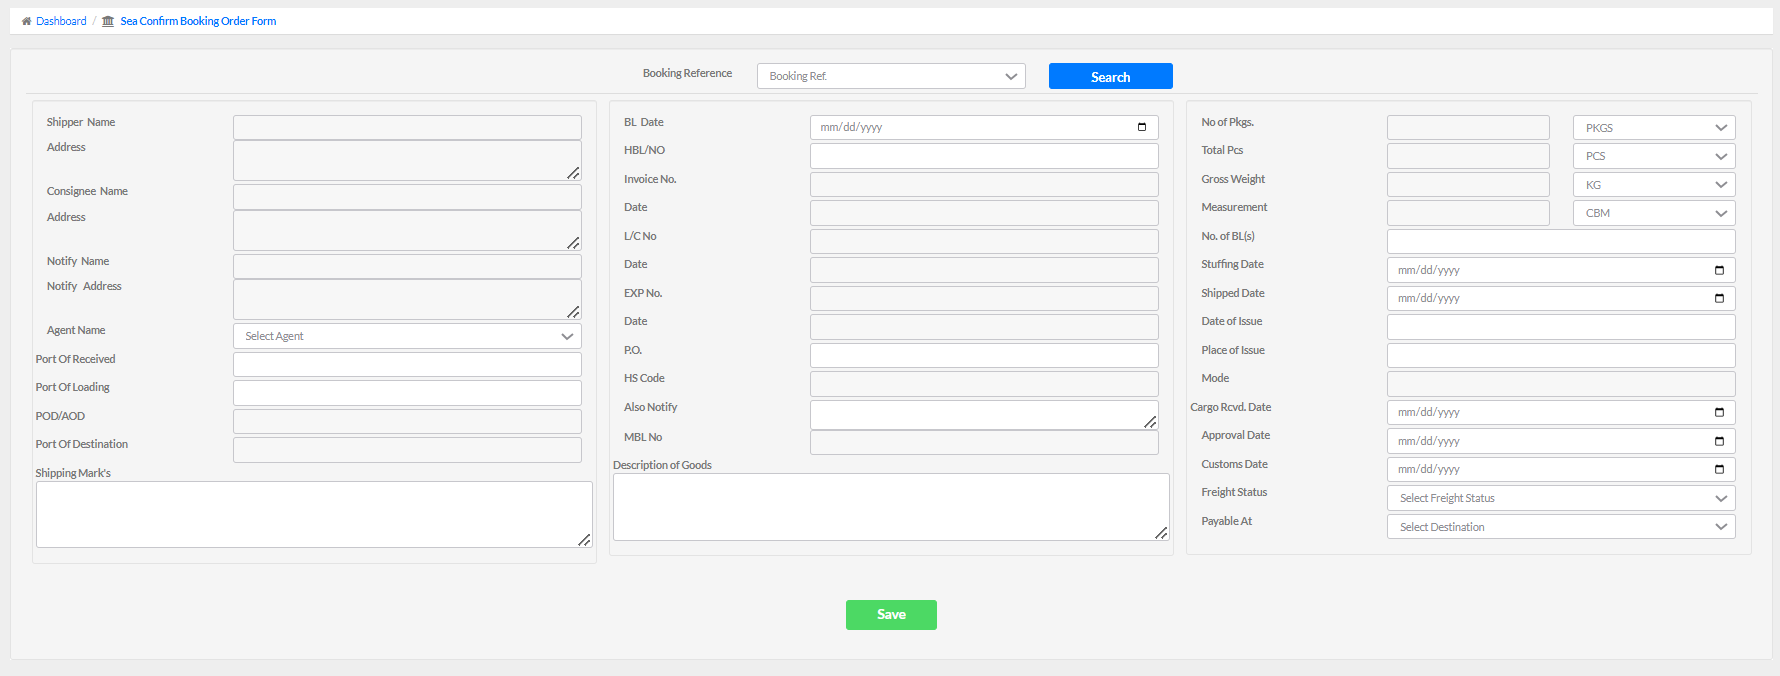 Dashboard / Sea Confirm Booking Order Form
Booking Reference Booking Ref. Search
Shipper Name
Address
Consignee Name
Address
Notify Name
Notify Address
Agent Name Select Agent
Port Of Received
Port Of Loading
POD/AOD
Port Of Destination
Shipping Mark's
BL Date mm/dd/yyyy
HBL/NO
Invoice No.
Date
L/C No
Date
EXP No.
Date
P.O.
HS Code
Also Notify
MBL No
Description of Goods
No of Pkgs. PKGS
Total Pcs PCS
Gross Weight KG
Measurement CBM
No. of BL(s)
Stuffing Date mm/dd/yyyy
Shipped Date mm/dd/yyyy
Date of Issue
Place of Issue
Mode
Cargo Rcvd. Date mm/dd/yyyy
Approval Date mm/dd/yyyy
Customs Date mm/dd/yyyy
Freight Status Select Freight Status
Payable At Select Destination
Save